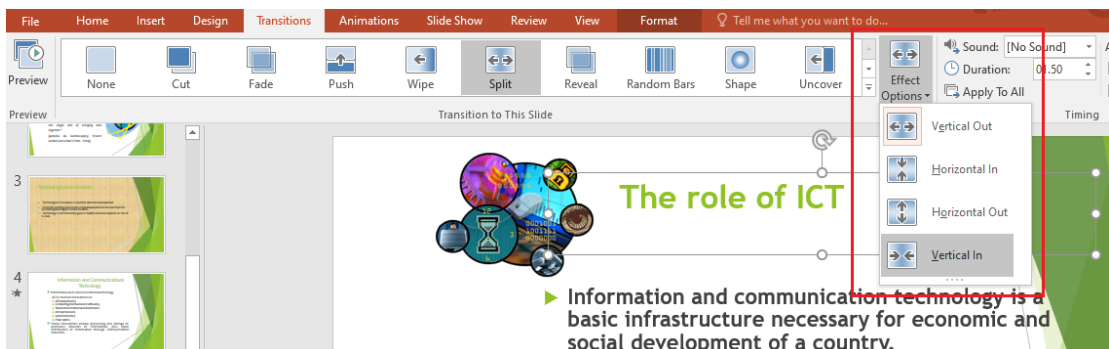 File Home Insert Design Transitions Animations Slide Show Review View Format Tell me what you want to do...
Preview
None Cut Fade Push Wipe Split Reveal Random Bars Shape Uncover
Effect
Options
Sound: [No Sound]
Duration: 01.50
Apply To All
Preview Transition to This Slide Timing
Vertical Out
Horizontal In
Horizontal Out
Vertical In
3
4
Information And Communications
Technology
The role of ICT
Information and communication technology is a
basic infrastructure necessary for economic and
social development of a country.